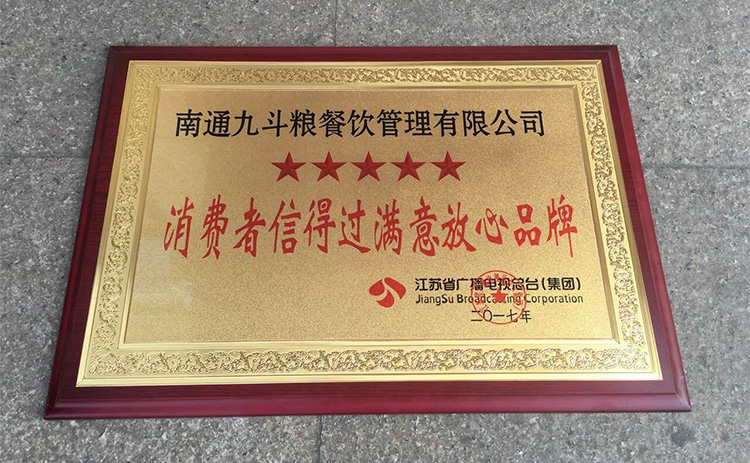 南通九斗粮餐饮管理有限公司
★★★★★
消费者信得过满意放心品牌
江苏省广播电视总台(集团)
JiangSu Broadcasting Corporation
二〇一七年